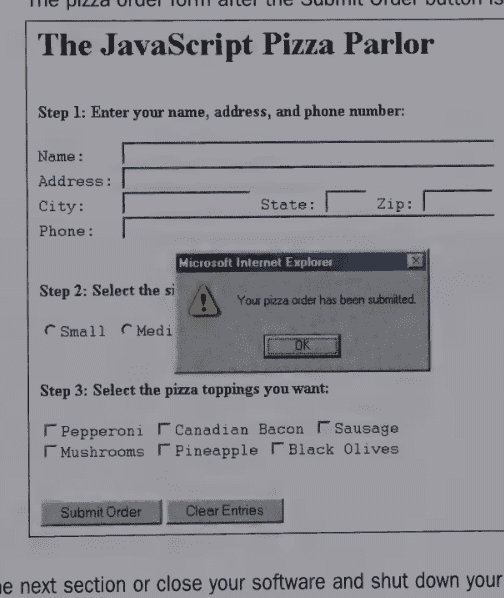 The pizza order form after the Submit Order button is
The JavaScript Pizza Parlor
Step 1: Enter your name, address, and phone number:
Name:
Address:
City: State: Zip:
Phone:
Microsoft Internet Explorer
Your pizza order has been submitted.
OK
Step 2: Select the si
Small Medi
Step 3: Select the pizza toppings you want:
Pepperoni Canadian Bacon Sausage
Mushrooms Pineapple Black Olives
Submit Order Clear Entries
he next section or close your software and shut down your